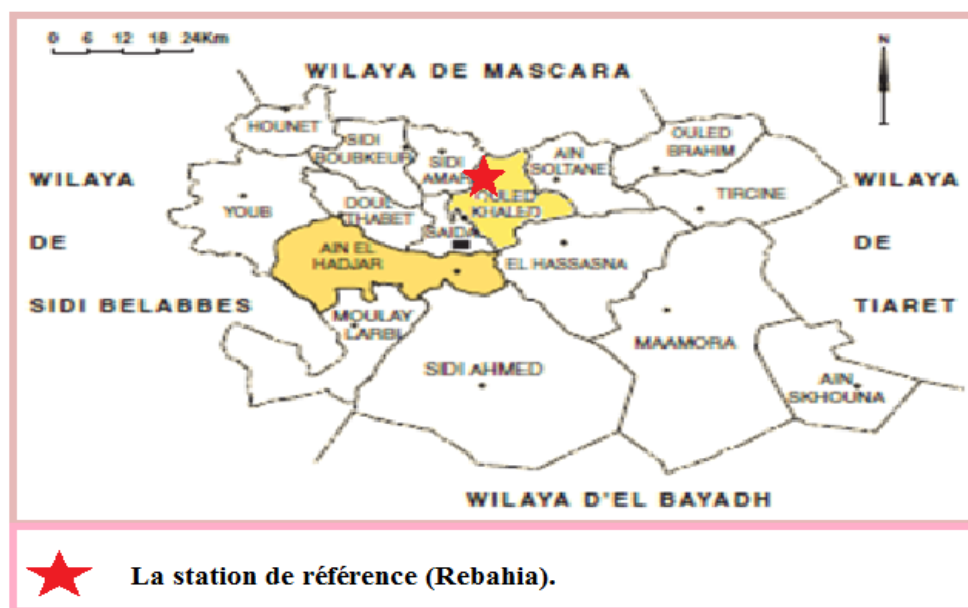 0 6 12 18 24Km
N
WILAYA DE MASCARA
HOUNET
SIDI
BOUBKEUR
SIDI
AMAR
AIN
SOLTANE
OULED
BRAHIM
WILAYA
DE
SIDI BELABBES
YOUB
DOUI
THABET
OULED
KHALED
SAIDA
TIRCINE
WILAYA
DE
TIARET
AIN EL
HADJAR
EL HASSASNA
MOULAY
LARBI
SIDI AHMED
MAAMORA
AIN
SKHOUNA
WILAYA D'EL BAYADH
La station de référence (Rebahia).